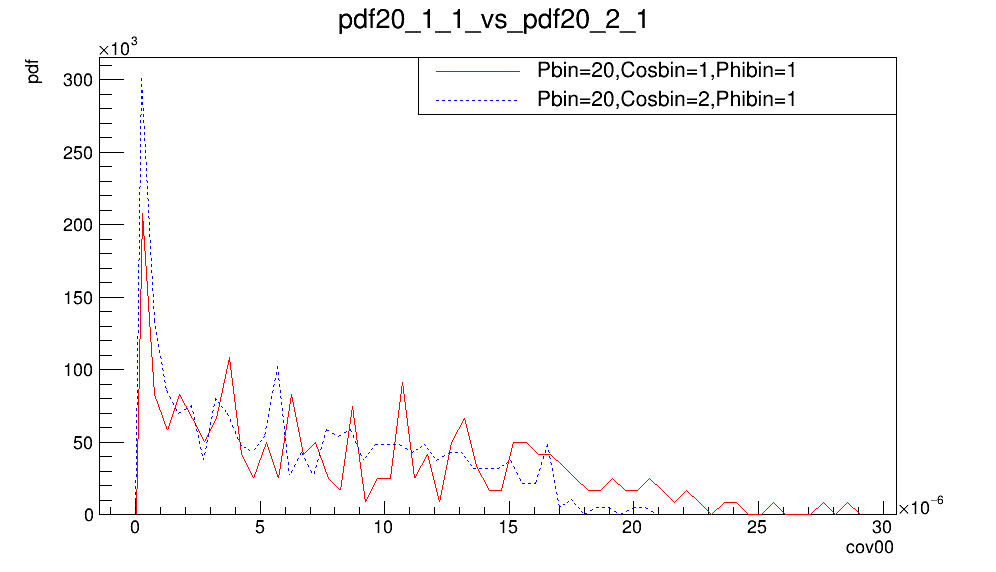 pdf20_1_1_vs_pdf20_2_1
×10³
pdf
Pbin=20,Cosbin=1,Phibin=1
Pbin=20,Cosbin=2,Phibin=1
300
250
200
150
100
50
0
0 5 10 15 20 25 30
×10⁻⁶
cov00